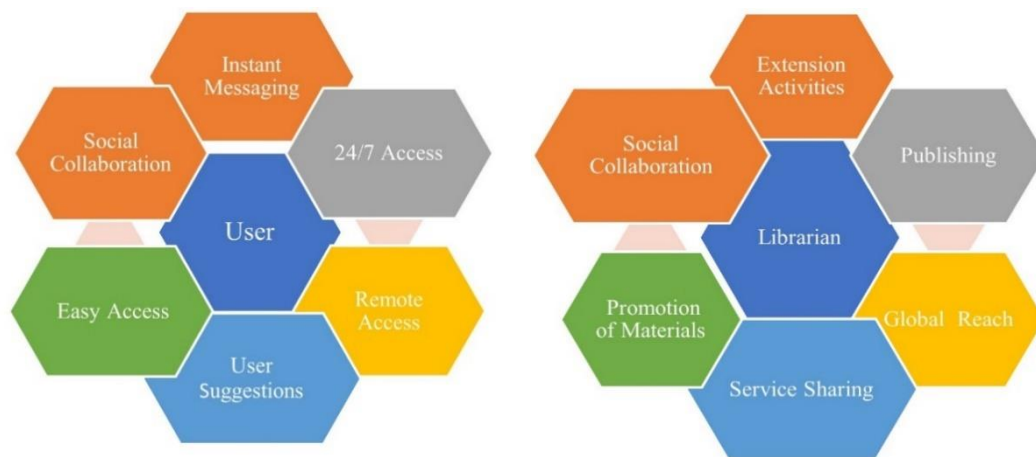 Instant
Messaging
Social
Collaboration
24/7 Access
User
Easy Access
Remote
Access
User
Suggestions
Extension
Activities
Social
Collaboration
Publishing
Librarian
Promotion
of Materials
Global Reach
Service Sharing